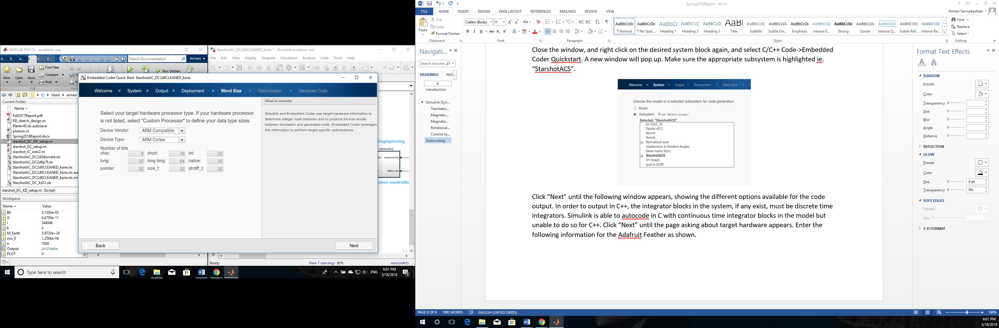 MATLAB R2017a - academic use
H... P... A... E... P... V...
Search Documentation
Armen
New
Open
Save
Find Files
Compare
Print
Run Section
FILE
C: › Users › armen
Current Folder
Name
Fall2017Report.pdf
PD_sketch_design.m
Plantv40.slx.autosave
plotsim.m
Spring2018Report.docx
starshot_DC_KD_setup.m
starshot_DC_setup.m
starshot_IC_initv2.m
StarshotAC_DC2d5discrete.slx
StarshotAC_DC2d6p7f.slx
StarshotAC_DC2d8CLEANED_kane.slx
StarshotAC_DC2d8CLEANED_kane.slx.aut
StarshotAC_DC2d8CLEANED_kane.slx.ori
StarshotAC_DC_kd12.slx
starshot_DC_KD_setup.m (Script)
Workspace
Name Value
B0 3.1200e-05
G 6.6700e-11
i 344848
k 0
M_Earth 5.9720e+24
mu_0 1.2566e-06
n 1000
Output 2x12 table
PLOT 0
StarshotAC_DC2d8CLEANED_kane * - Simulink academic use
File Edit View Display Diagram Simulation Analysis Code Tools Help
Embedded Coder Quick Start: StarshotAC_DC2d8CLEANED_kane
Welcome > System > Output > Deployment > Word Size > Optimization > Generate Code
Select your target hardware processor type. If your hardware processor
is not listed, select "Custom Processor" to define your data type sizes.
Device Vendor: ARM Compatible
Device Type: ARM Cortex
Number of bits
char: 8 short: 16 int: 32
long: 32 long long: 64 native: 32
pointer: 32 size_t: 32 ptrdiff_t: 32
What to consider
Simulink and Embedded Coder use target hardware information to
determine integer math behavior and to produce bit-true results
between simulation and generated code. Embedded Coder leverages
this information to perform target-specific optimizations.
Back
Next
ling/spinning
StarshotACS
ble angularvelocity
Bfield_body
ction controller
Ready
View 7 warnings 80%
auto(ode3)
Type here to search
ENG
6:01 PM
5/18/2018
3
Spring2018Report - Word
FILE HOME INSERT DESIGN PAGE LAYOUT REFERENCES MAILINGS REVIEW VIEW
Armen Samurkashian
Paste
Cut
Copy
Format Painter
Clipboard
Calibri (Body) 11
Font
Paragraph
AaBbCcDc AaBbCcDc AaBbC( AaBbCcC AaBbCcD AaB| AaBbCcC AaBbCcDc AaBbCcDc AaBbCcDc AaBbCcDc AaBbCcDc AaBbCcDc AABBCCDC AABBCCDC
¶ Normal ¶ No Spac... Heading 1 Heading 2 Heading 3 Title Subtitle Subtle Em... Emphasis Intense E... Strong Quote Intense Q... Subtle Ref... Intense Re...
Styles
Find
Replace
Select
Editing
Navigati...
Search docume
HEADINGS PAG
Introduction
Simulink Dyn...
Translatio...
Magnetic...
Magnetic...
Rotational...
Control Sy...
Autocoding
Close the window, and right click on the desired system block again, and select C/C++ Code->Embedded
Coder Quickstart. A new window will pop up. Make sure the appropriate subsystem is highlighted ie.
“StarshotACS”.
Welcome > System > Output > Deployment > Word Size >
Choose the model or a selected subsystem for code generation.
Model
Subsystem see "What to consider"
Selected: "StarshotACS"
(w_b)x(L_b)
Dipole->ECI
Norm4
Norm5
Normalized quat
Quaternions to Rotation Angles
Skew matrix S(m)
StarshotACS
XY Graph
quat to DCM
Click “Next” until the following window appears, showing the different options available for the code
output. In order to output in C++, the integrator blocks in the system, if any exist, must be discrete time
integrators. Simulink is able to autocode in C with continuous time integrator blocks in the model but
unable to do so for C++. Click “Next” until the page asking about target hardware appears. Enter the
following information for the Adafruit Feather as shown.
Format Text Effects
SHADOW
Presets
Color
Transparency
Size
Blur
Angle
Distance
REFLECTION
GLOW
Presets
Color
Size 0 pt
Transparency 0%
SOFT EDGES
Presets
Size
3-D FORMAT
PAGE 8 OF 8 1893 WORDS ENGLISH (UNITED STATES)
160%
6:01 PM
5/18/2018